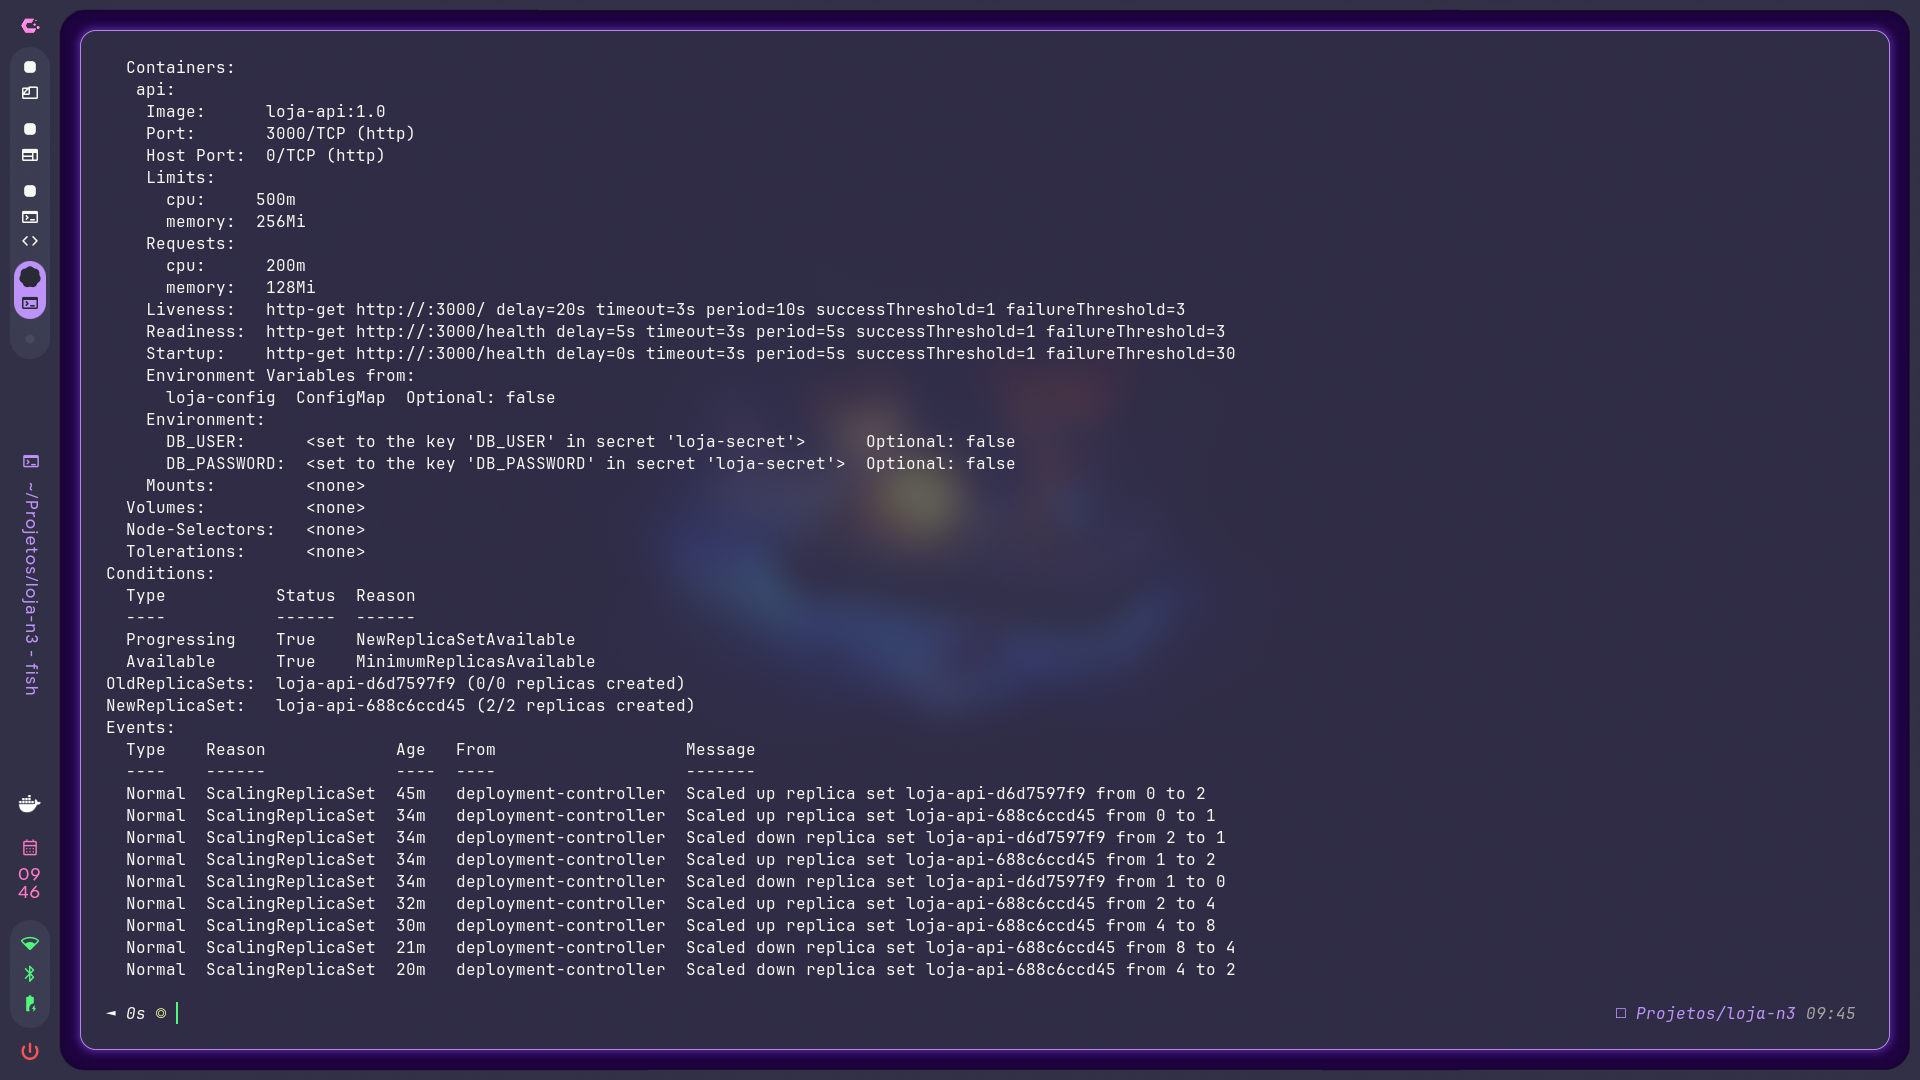 Containers:
api:
Image:      loja-api:1.0
Port:       3000/TCP (http)
Host Port:  0/TCP (http)
Limits:
cpu:     500m
memory:  256Mi
Requests:
cpu:      200m
memory:   128Mi
Liveness:   http-get http://:3000/ delay=20s timeout=3s period=10s successThreshold=1 failureThreshold=3
Readiness:  http-get http://:3000/health delay=5s timeout=3s period=5s successThreshold=1 failureThreshold=3
Startup:    http-get http://:3000/health delay=0s timeout=3s period=5s successThreshold=1 failureThreshold=30
Environment Variables from:
loja-config  ConfigMap  Optional: false
Environment:
DB_USER:      <set to the key 'DB_USER' in secret 'loja-secret'>      Optional: false
DB_PASSWORD:  <set to the key 'DB_PASSWORD' in secret 'loja-secret'>  Optional: false
Mounts:         <none>
Volumes:          <none>
Node-Selectors:   <none>
Tolerations:      <none>
Conditions:
Type           Status  Reason
----           ------  ------
Progressing    True    NewReplicaSetAvailable
Available      True    MinimumReplicasAvailable
OldReplicaSets:  loja-api-d6d7597f9 (0/0 replicas created)
NewReplicaSet:   loja-api-688c6ccd45 (2/2 replicas created)
Events:
Type    Reason             Age   From                   Message
----    ------             ----  ----                   -------
Normal  ScalingReplicaSet  45m   deployment-controller  Scaled up replica set loja-api-d6d7597f9 from 0 to 2
Normal  ScalingReplicaSet  34m   deployment-controller  Scaled up replica set loja-api-688c6ccd45 from 0 to 1
Normal  ScalingReplicaSet  34m   deployment-controller  Scaled down replica set loja-api-d6d7597f9 from 2 to 1
Normal  ScalingReplicaSet  34m   deployment-controller  Scaled up replica set loja-api-688c6ccd45 from 1 to 2
Normal  ScalingReplicaSet  34m   deployment-controller  Scaled down replica set loja-api-d6d7597f9 from 1 to 0
Normal  ScalingReplicaSet  32m   deployment-controller  Scaled up replica set loja-api-688c6ccd45 from 2 to 4
Normal  ScalingReplicaSet  30m   deployment-controller  Scaled up replica set loja-api-688c6ccd45 from 4 to 8
Normal  ScalingReplicaSet  21m   deployment-controller  Scaled down replica set loja-api-688c6ccd45 from 8 to 4
Normal  ScalingReplicaSet  20m   deployment-controller  Scaled down replica set loja-api-688c6ccd45 from 4 to 2
◄ 0s ◎
□ Projetos/loja-n3 09:45
~/Projetos/loja-n3 - fish
09
46